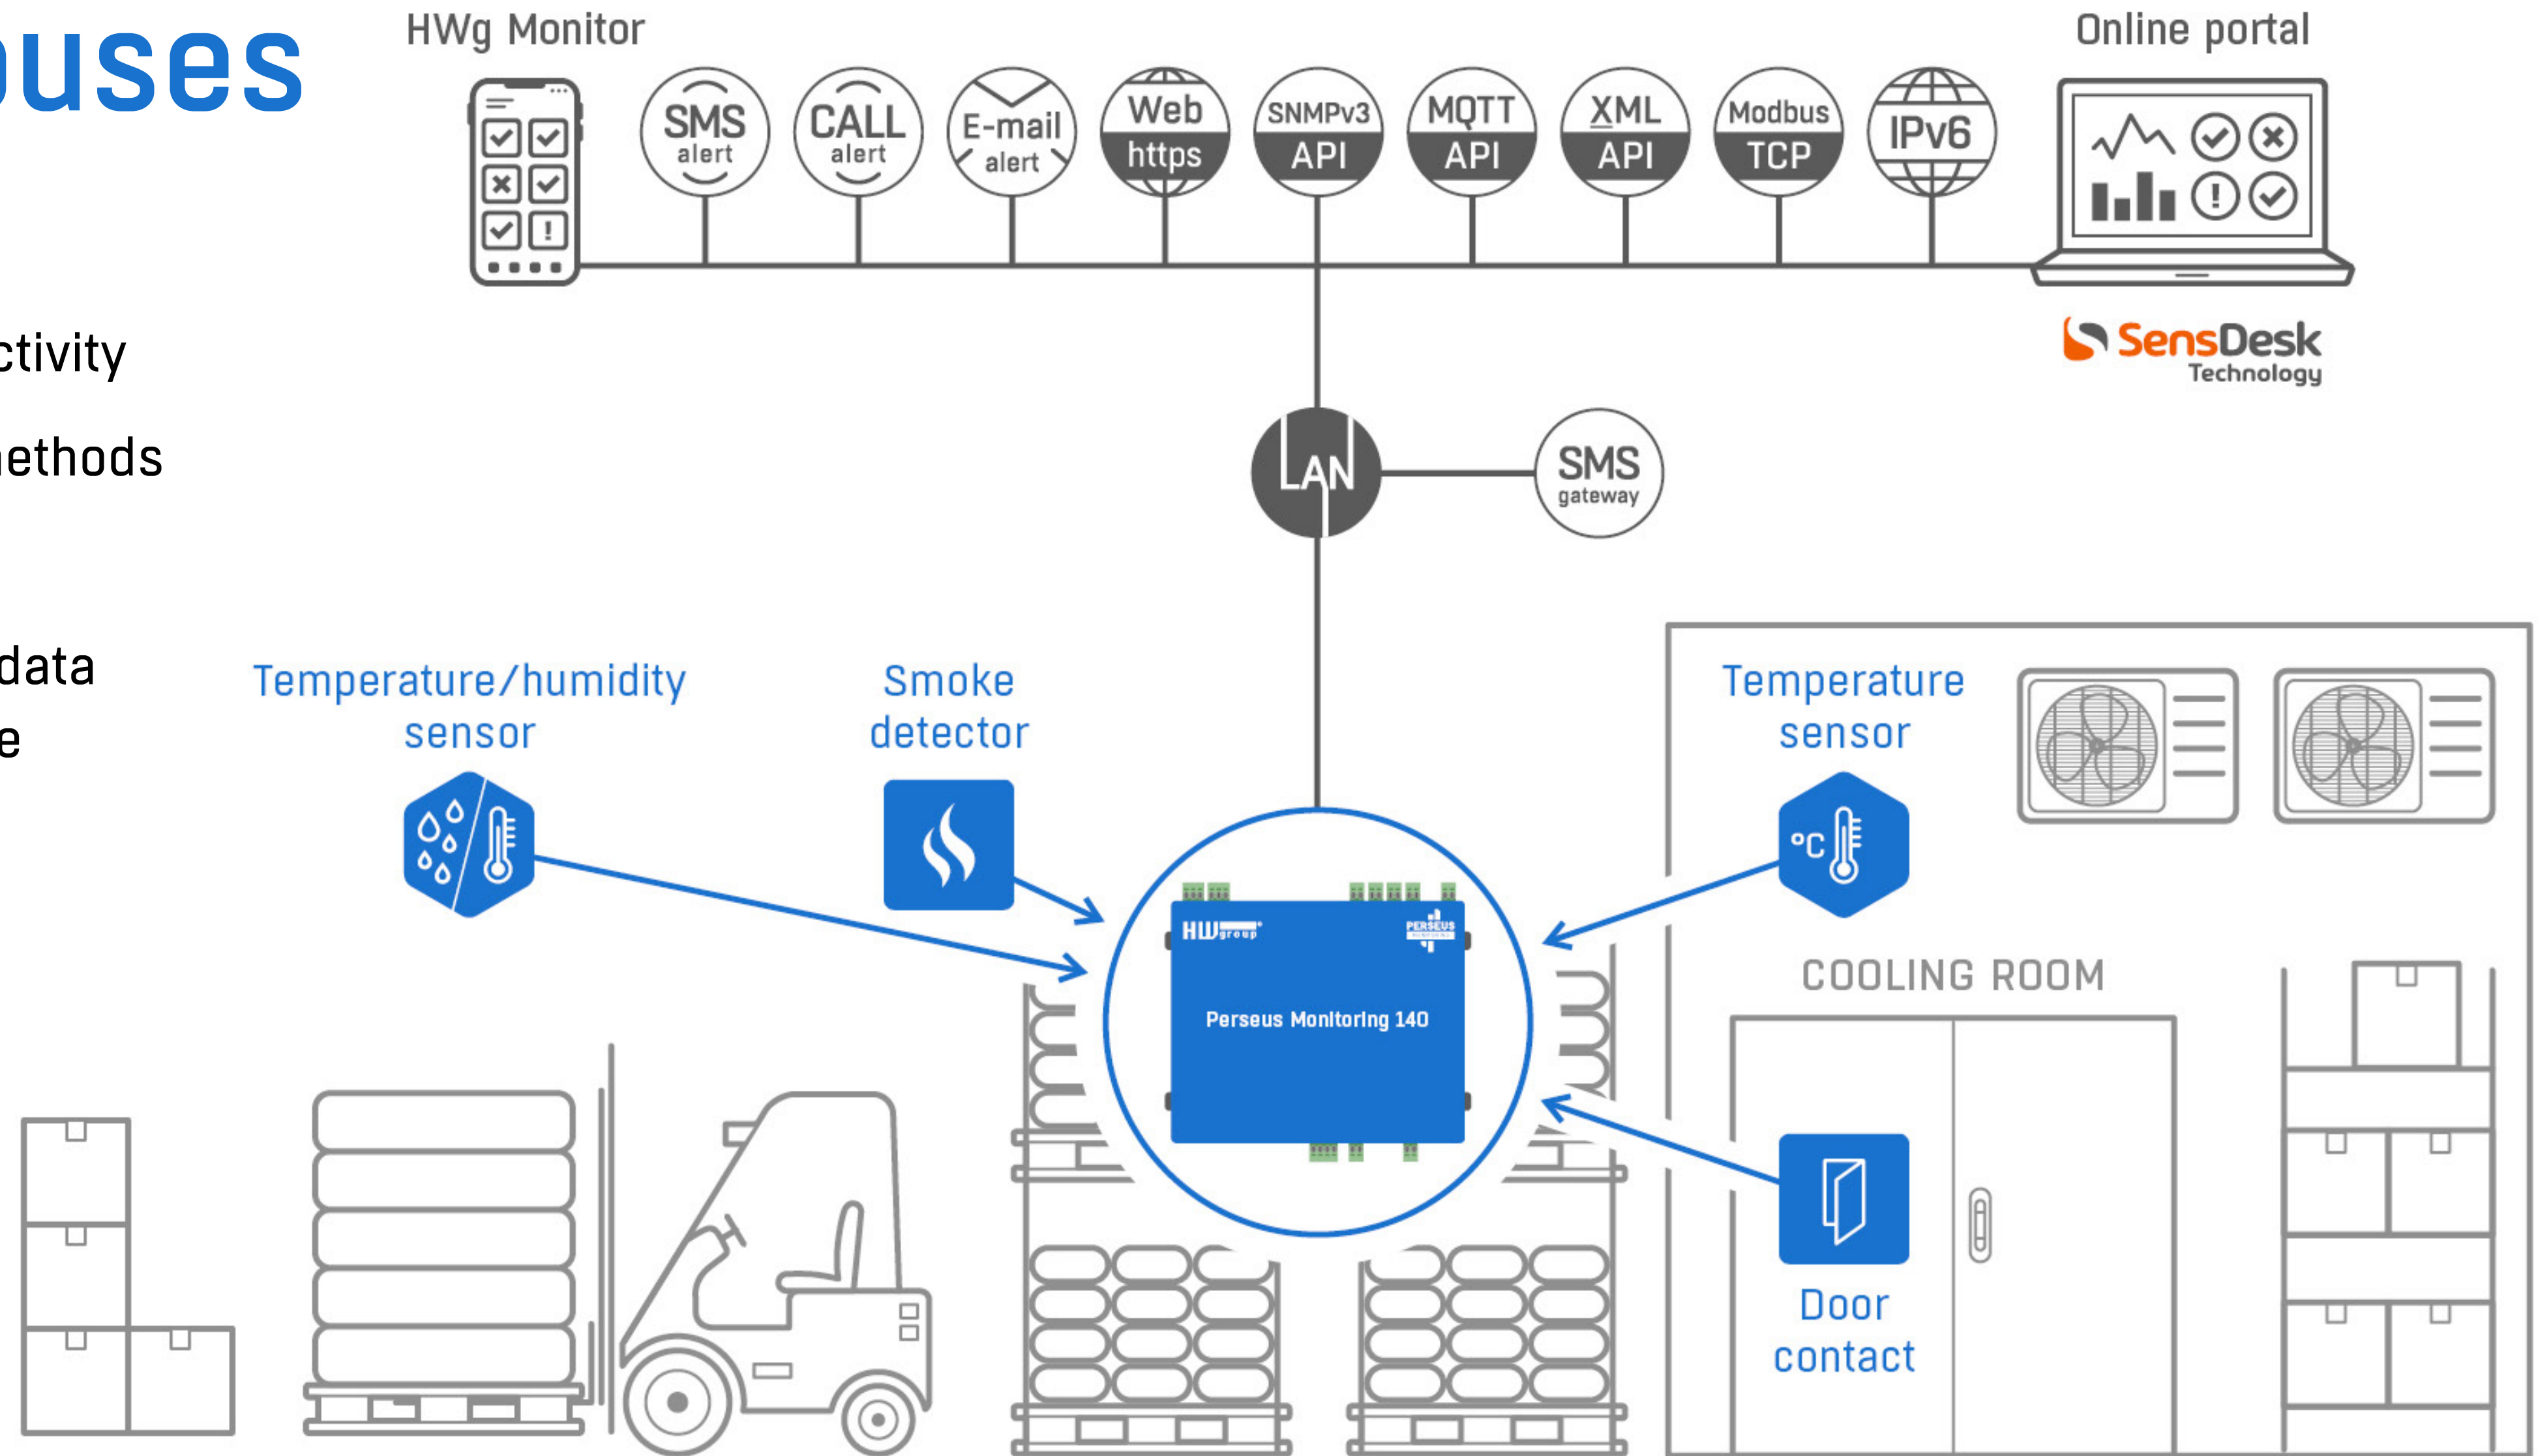 ouses
HWg Monitor
Online portal
SMS
alert
CALL
alert
E-mail
alert
Web
https
SNMPv3
API
MQTT
API
XML
API
Modbus
TCP
IPv6
SensDesk
Technology
ctivity
ethods
LAN
SMS
gateway
data
e
Temperature/humidity
sensor
Smoke
detector
Temperature
sensor
°C
HWgroup
PERSEUS
Perseus Monitoring 140
COOLING ROOM
Door
contact